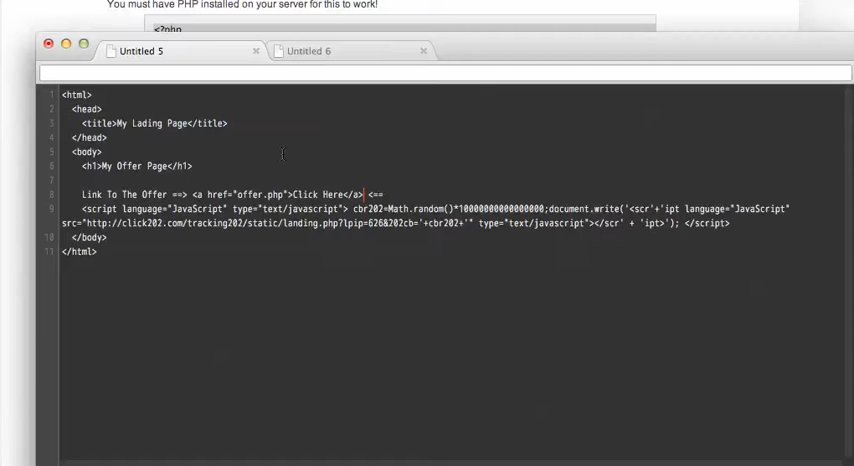 You must have PHP installed on your server for this to work!
<?php
Untitled 5
Untitled 6
1 <html>
2 <head>
3 <title>My Lading Page</title>
4 </head>
5 <body>
6 <h1>My Offer Page</h1>
7
8 Link To The Offer ==> <a href="offer.php">Click Here</a> <==
9 <script language="JavaScript" type="text/javascript"> cbr202=Math.random()*10000000000000000;document.write('<scr'+'ipt language="JavaScript"
src="http://click202.com/tracking202/static/landing.php?lpip=626&202cb='+cbr202+'" type="text/javascript"></scr' + 'ipt>'); </script>
10 </body>
11 </html>